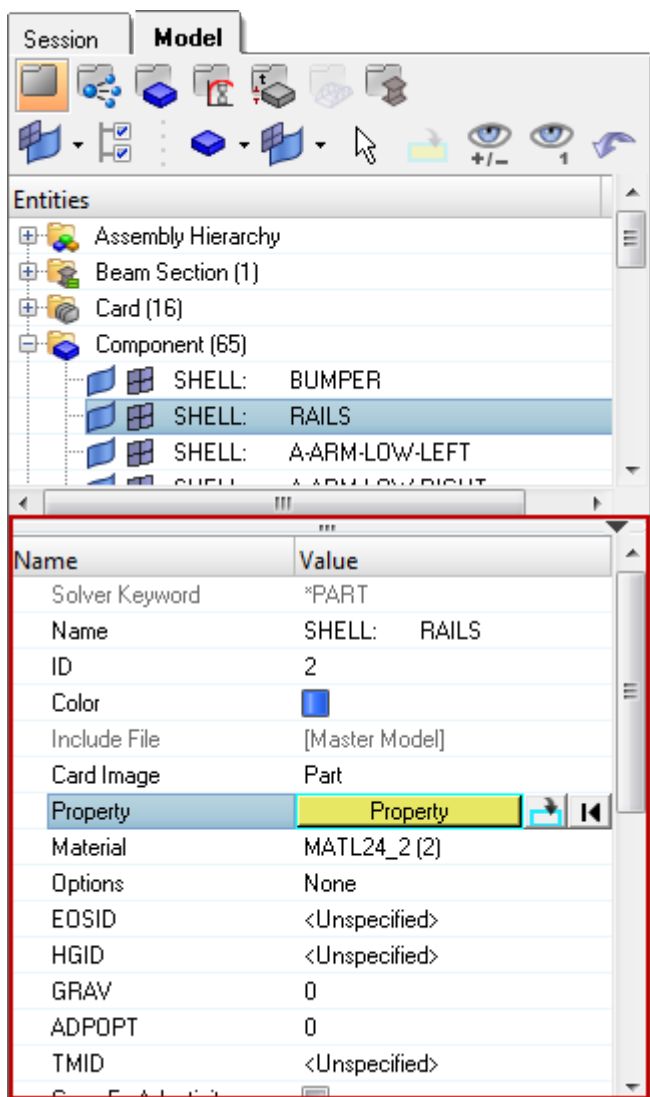 Session Model
+/- 1
Entities
Assembly Hierarchy
Beam Section (1)
Card (16)
Component (65)
SHELL: BUMPER
SHELL: RAILS
SHELL: A-ARM-LOW-LEFT
Name Value
Solver Keyword *PART
Name SHELL: RAILS
ID 2
Color
Include File [Master Model]
Card Image Part
Property Property
Material MATL24_2 (2)
Options None
EOSID <Unspecified>
HGID <Unspecified>
GRAV 0
ADPOPT 0
TMID <Unspecified>